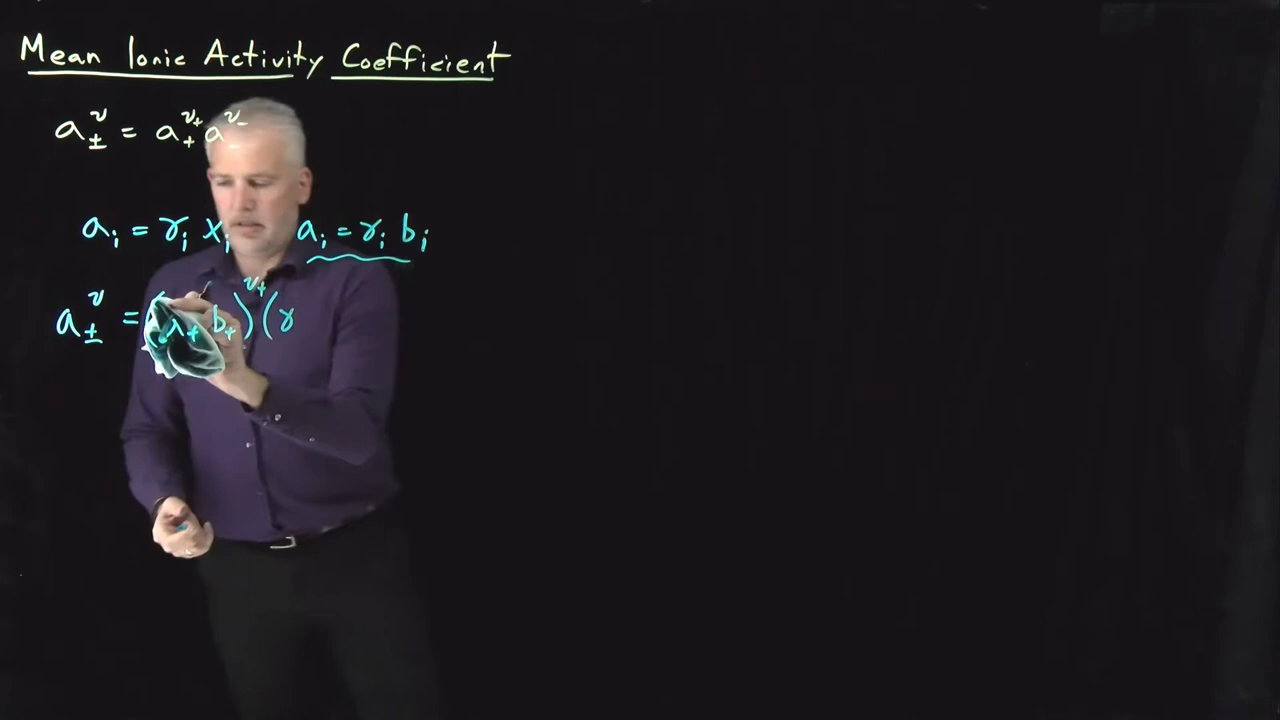 Mean Ionic Activity Coefficient
a±^ν = a₊^ν₊ a^ν₋
aᵢ = γᵢ xᵢ aᵢ = γᵢ bᵢ
a±^ν = (λ₊ b₊)^ν₊ (γ